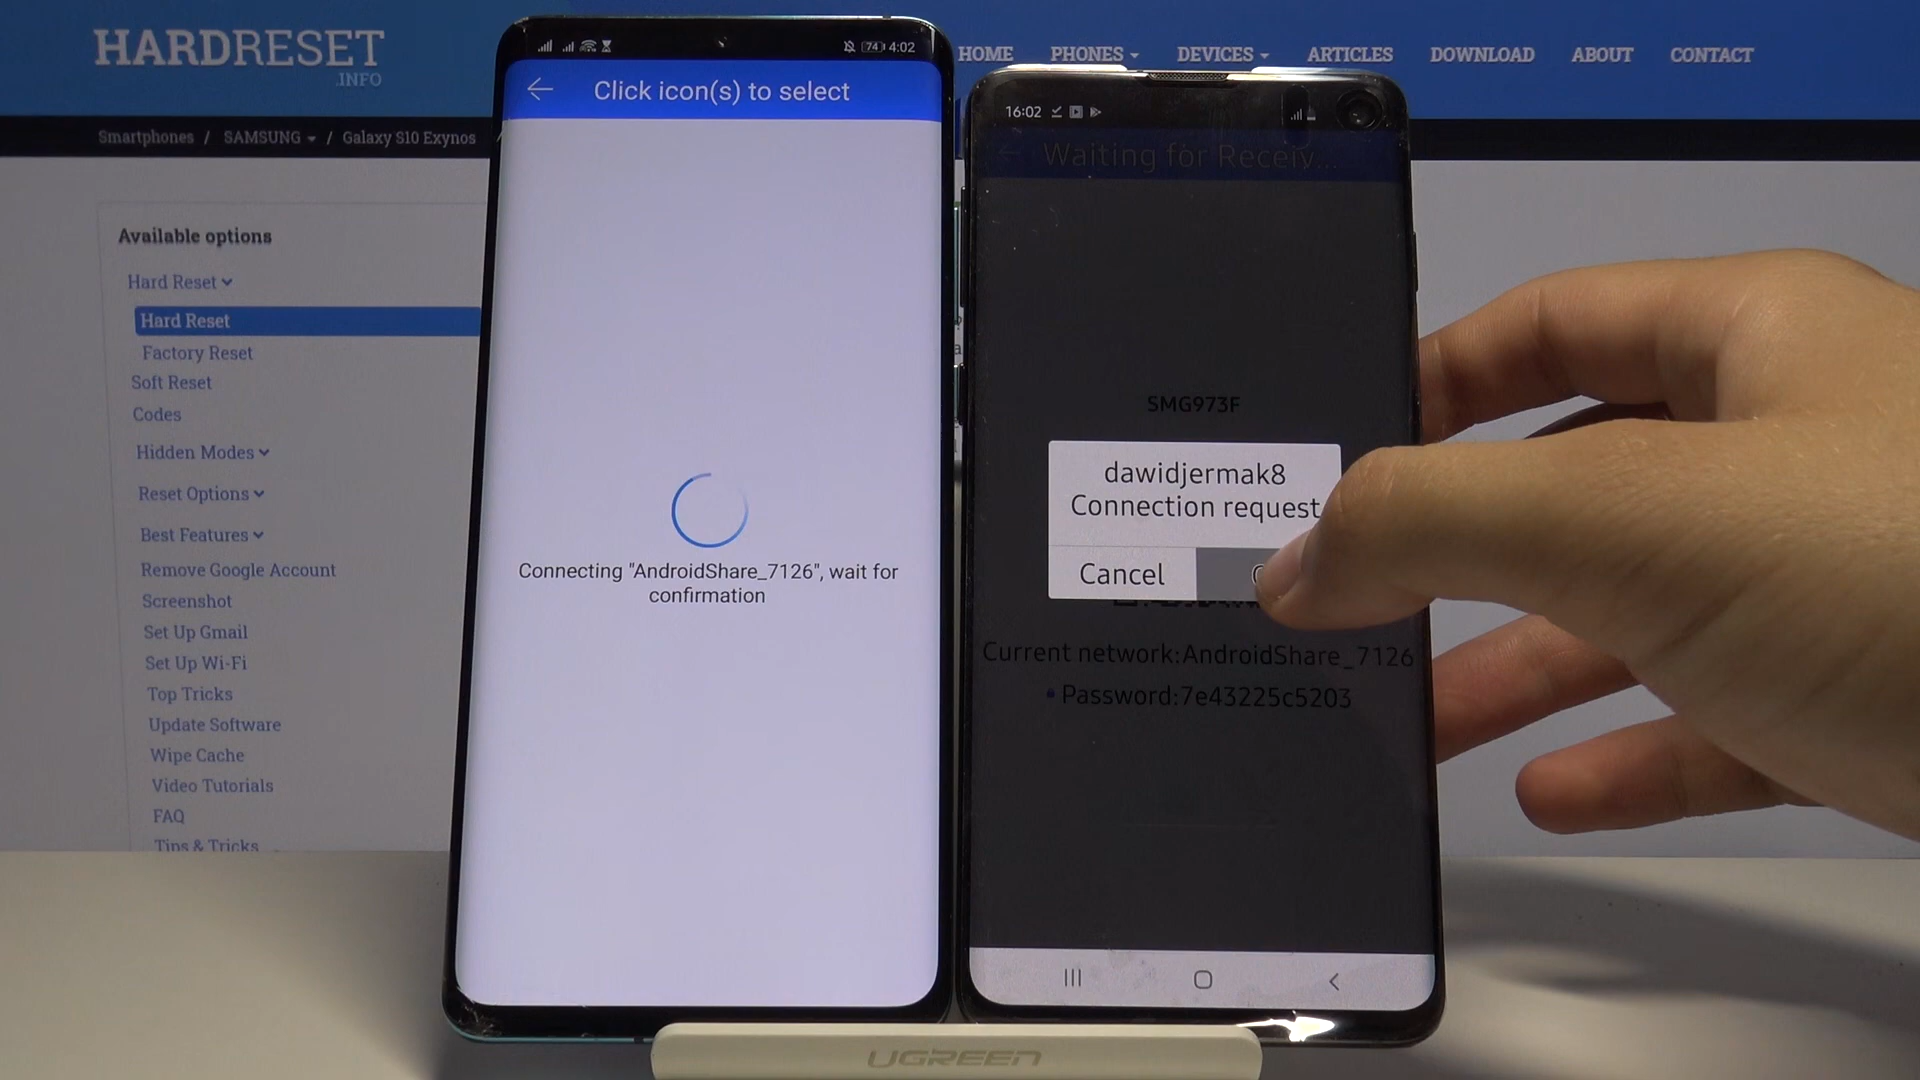 HARDRESET
.INFO
HOME PHONES DEVICES ARTICLES DOWNLOAD ABOUT CONTACT
Smartphones / SAMSUNG / Galaxy S10 Exynos
Available options
Hard Reset
Hard Reset
Factory Reset
Soft Reset
Codes
Hidden Modes
Reset Options
Best Features
Remove Google Account
Screenshot
Set Up Gmail
Set Up Wi-Fi
Top Tricks
Update Software
Wipe Cache
Video Tutorials
FAQ
Tips & Tricks
74 4:02
Click icon(s) to select
Connecting "AndroidShare_7126", wait for
confirmation
16:02
Waiting for Receiv...
SMG973F
dawidjermak8
Connection request
Cancel
Current network:AndroidShare_7126
Password:7e43225c5203
UGREEN